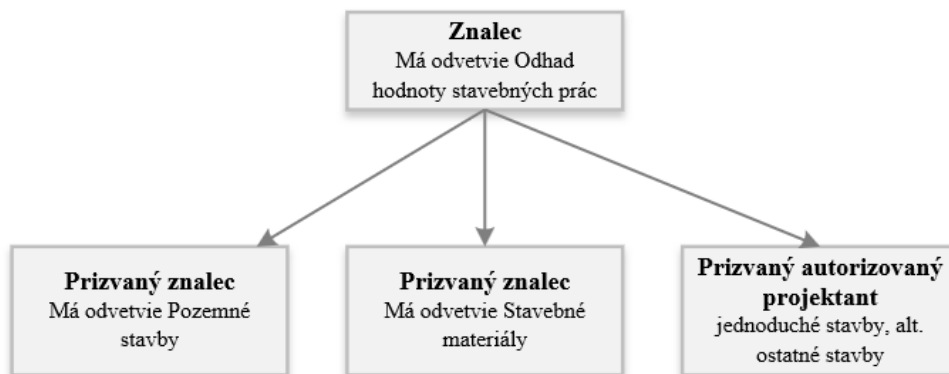 Znalec
Má odvetvie Odhad
hodnoty stavebných prác
Prizvaný znalec
Má odvetvie Pozemné
stavby
Prizvaný znalec
Má odvetvie Stavebné
materiály
Prizvaný autorizovaný
projektant
jednoduché stavby, alt.
ostatné stavby